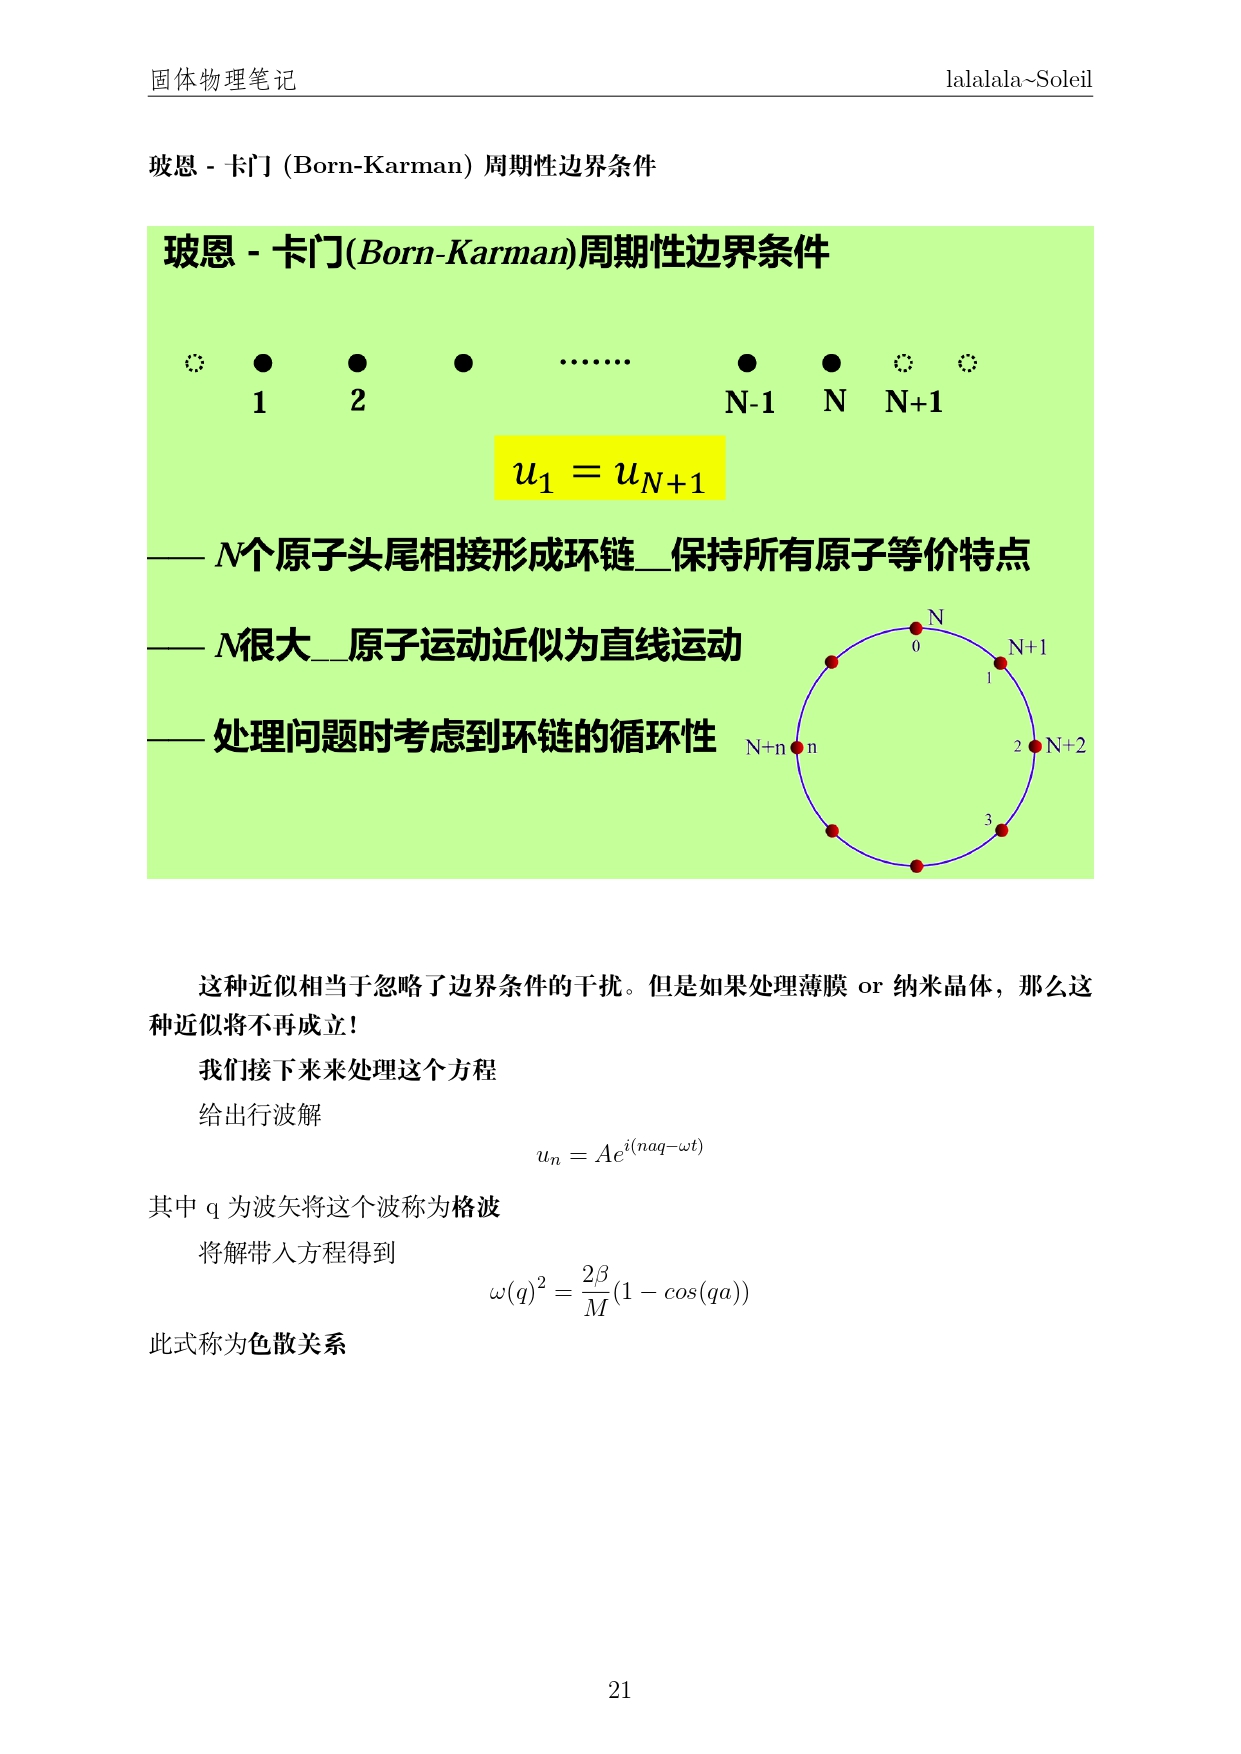 固体物理笔记 lalalala~Soleil
玻恩 - 卡门 (Born-Karman) 周期性边界条件
玻恩 - 卡门(Born-Karman)周期性边界条件
·······
1 2 N-1 N N+1
u₁ = u_{N+1}
—— N个原子头尾相接形成环链__保持所有原子等价特点
—— N很大__原子运动近似为直线运动
—— 处理问题时考虑到环链的循环性
N
0
N+1
1
N+n n 2 N+2
3
这种近似相当于忽略了边界条件的干扰。但是如果处理薄膜 or 纳米晶体，那么这
种近似将不再成立！
我们接下来来处理这个方程
给出行波解
u_n = Ae^{i(naq−ωt)}
其中 q 为波矢将这个波称为格波
将解带入方程得到
ω(q)² = \frac{2β}{M}(1 − cos(qa))
此式称为色散关系
21